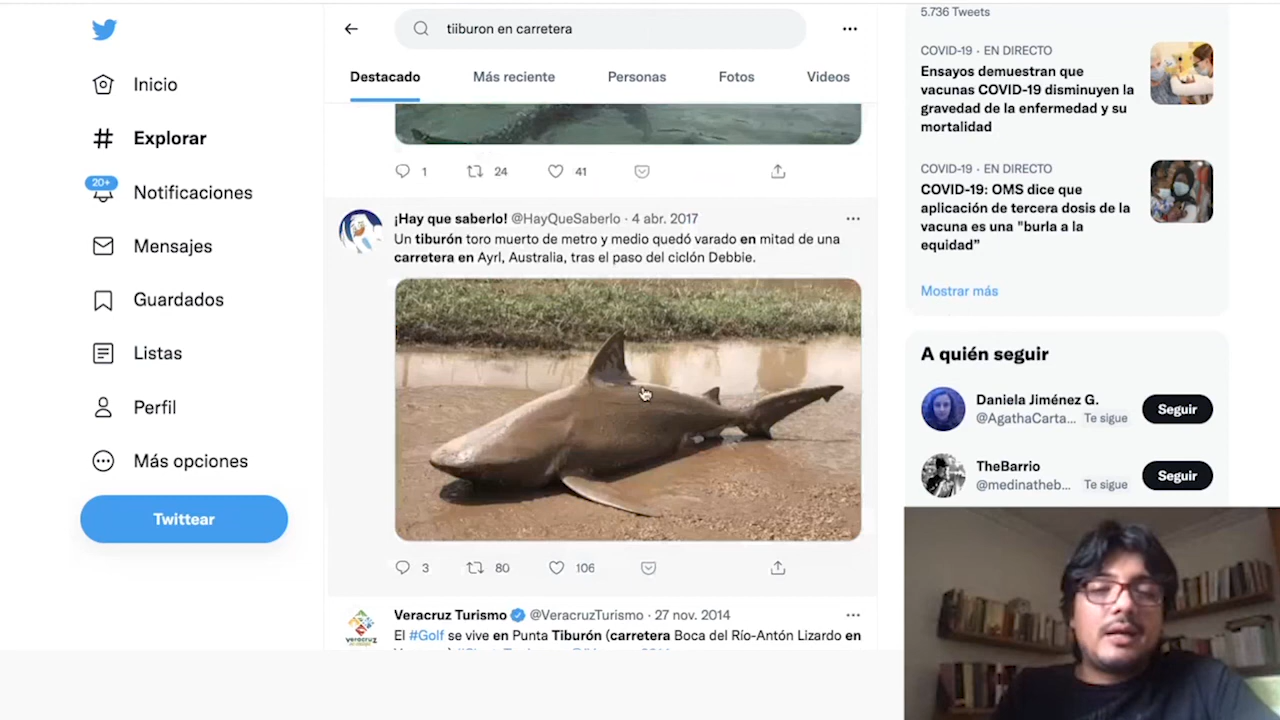 Inicio
Explorar
20+
Notificaciones
Mensajes
Guardados
Listas
Perfil
Más opciones
Twittear
tiiburon en carretera
Destacado Más reciente Personas Fotos Videos
1 24 41
¡Hay que saberlo! @HayQueSaberlo · 4 abr. 2017
Un tiburón toro muerto de metro y medio quedó varado en mitad de una
carretera en Ayrl, Australia, tras el paso del ciclón Debbie.
3 80 106
Veracruz Turismo @VeracruzTurismo · 27 nov. 2014
El #Golf se vive en Punta Tiburón (carretera Boca del Río-Antón Lizardo en
5.736 Tweets
COVID-19 · EN DIRECTO
Ensayos demuestran que
vacunas COVID-19 disminuyen la
gravedad de la enfermedad y su
mortalidad
COVID-19 · EN DIRECTO
COVID-19: OMS dice que
aplicación de tercera dosis de la
vacuna es una "burla a la
equidad”
Mostrar más
A quién seguir
Daniela Jiménez G.
@AgathaCarta... Te sigue
Seguir
TheBarrio
@medinatheb... Te sigue
Seguir